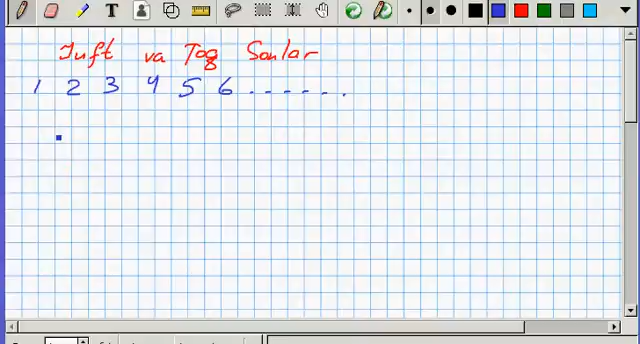 Juft va Toq Sonlar
1 2 3 4 5 6 . . . . . . .